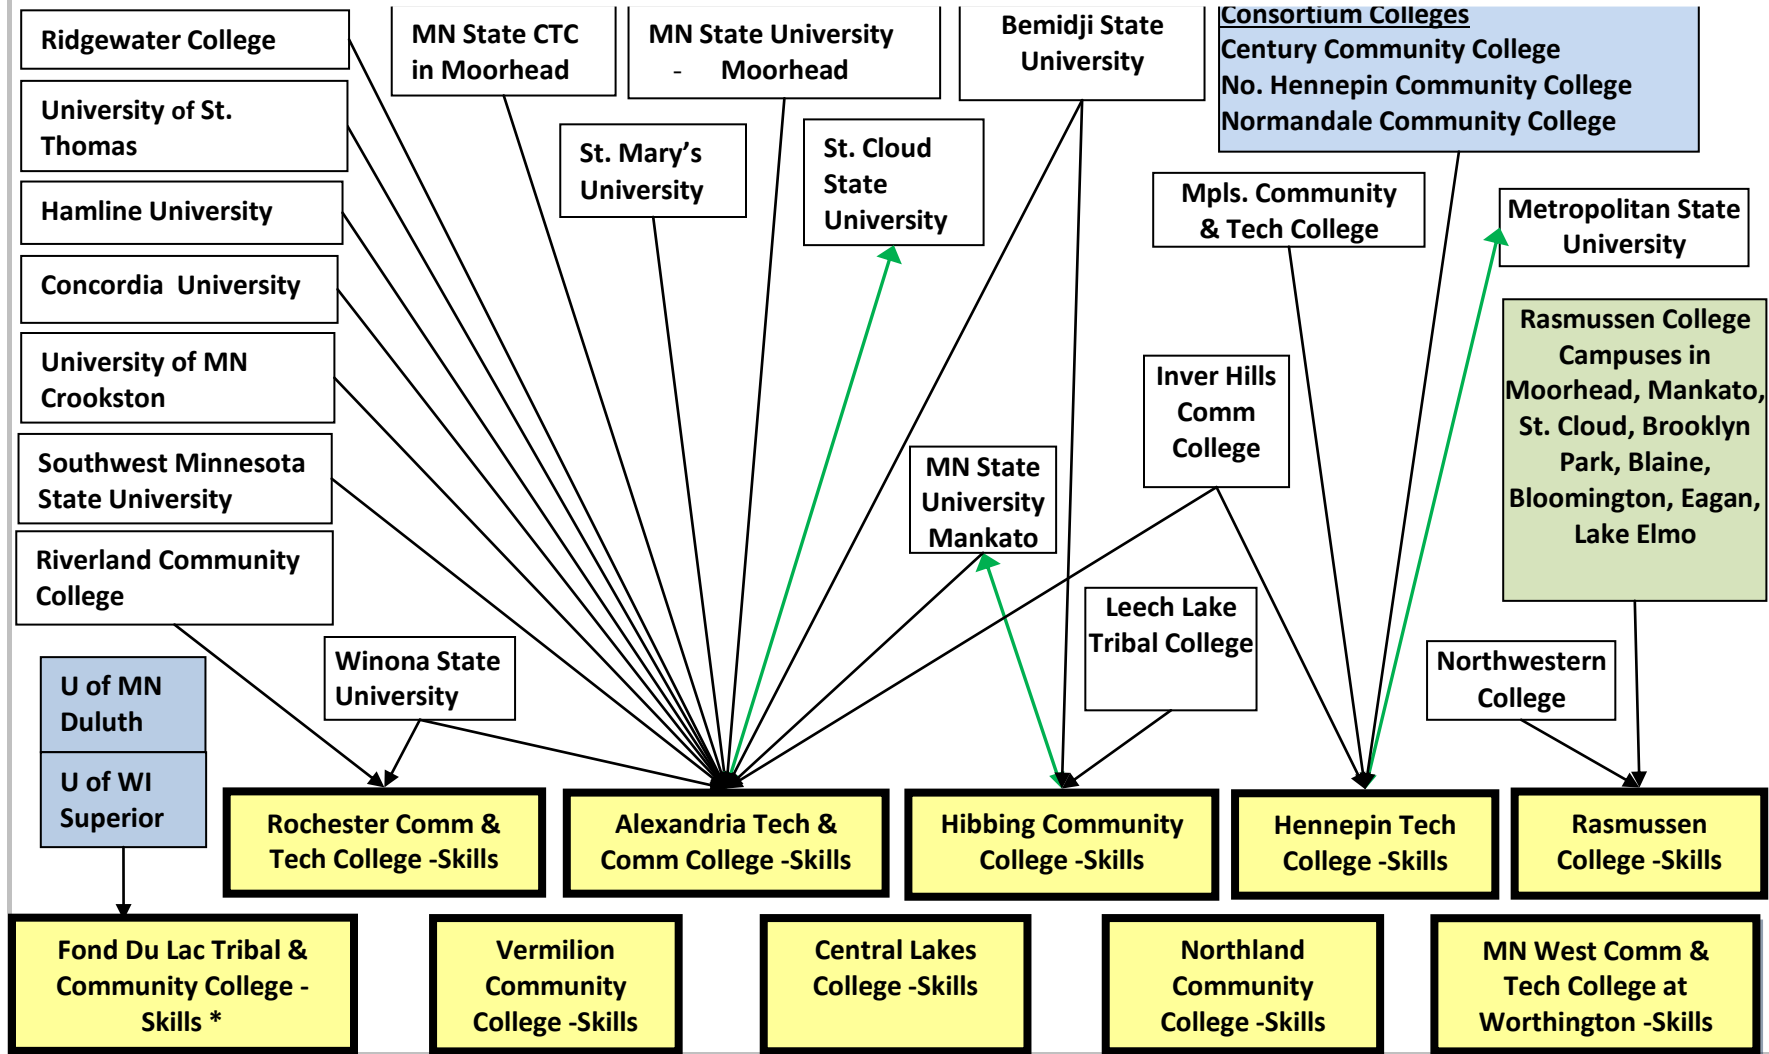 Ridgewater College
MN State CTC
in Moorhead
MN State University
- Moorhead
Bemidji State
University
Consortium Colleges
Century Community College
No. Hennepin Community College
Normandale Community College
University of St.
Thomas
St. Mary’s
University
St. Cloud
State
University
Mpls. Community
& Tech College
Metropolitan State
University
Hamline University
Concordia University
University of MN
Crookston
Southwest Minnesota
State University
Riverland Community
College
Rasmussen College
Campuses in
Moorhead, Mankato,
St. Cloud, Brooklyn
Park, Blaine,
Bloomington, Eagan,
Lake Elmo
Inver Hills
Comm
College
MN State
University
Mankato
Leech Lake
Tribal College
Northwestern
College
Winona State
University
U of MN
Duluth
U of WI
Superior
Rochester Comm &
Tech College -Skills
Alexandria Tech &
Comm College -Skills
Hibbing Community
College -Skills
Hennepin Tech
College -Skills
Rasmussen
College -Skills
Fond Du Lac Tribal &
Community College -
Skills *
Vermilion
Community
College -Skills
Central Lakes
College -Skills
Northland
Community
College -Skills
MN West Comm &
Tech College at
Worthington -Skills